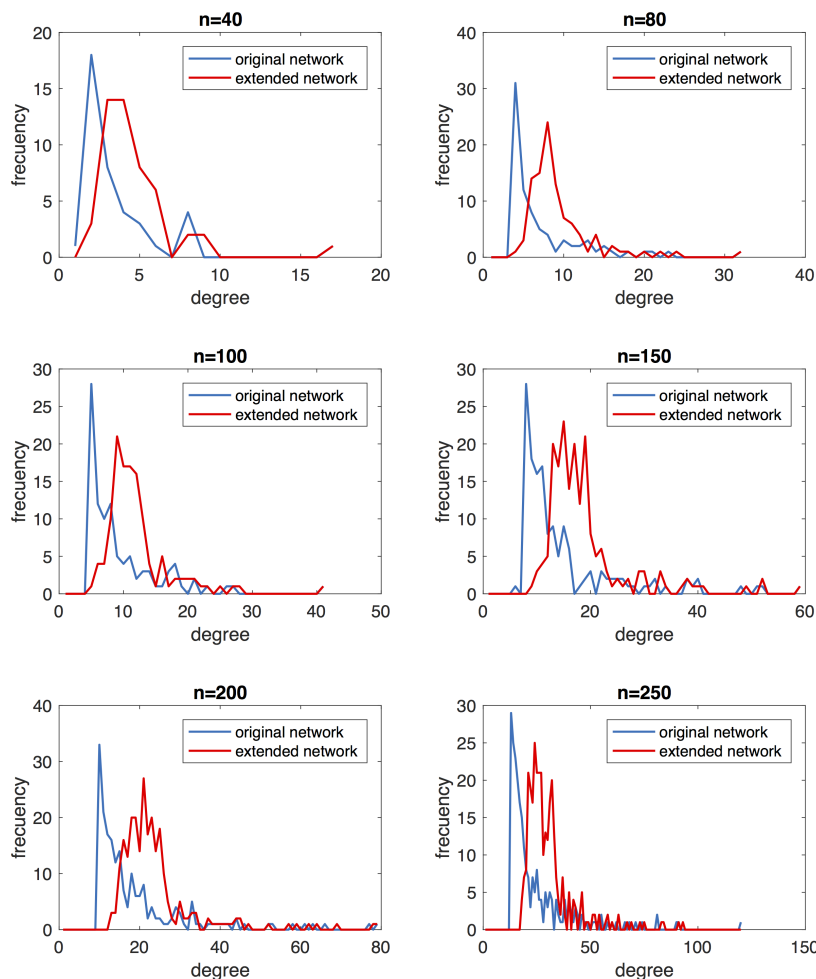 n=40
20
15
10
5
0
frecuency
0 5 10 15 20
degree
original network
extended network
n=80
40
30
20
10
0
frecuency
0 10 20 30 40
degree
original network
extended network
n=100
30
25
20
15
10
5
0
frecuency
0 10 20 30 40 50
degree
original network
extended network
n=150
30
25
20
15
10
5
0
frecuency
0 20 40 60
degree
original network
extended network
n=200
40
30
20
10
0
frecuency
0 20 40 60 80
degree
original network
extended network
n=250
30
25
20
15
10
5
0
frecuency
0 50 100 150
degree
original network
extended network